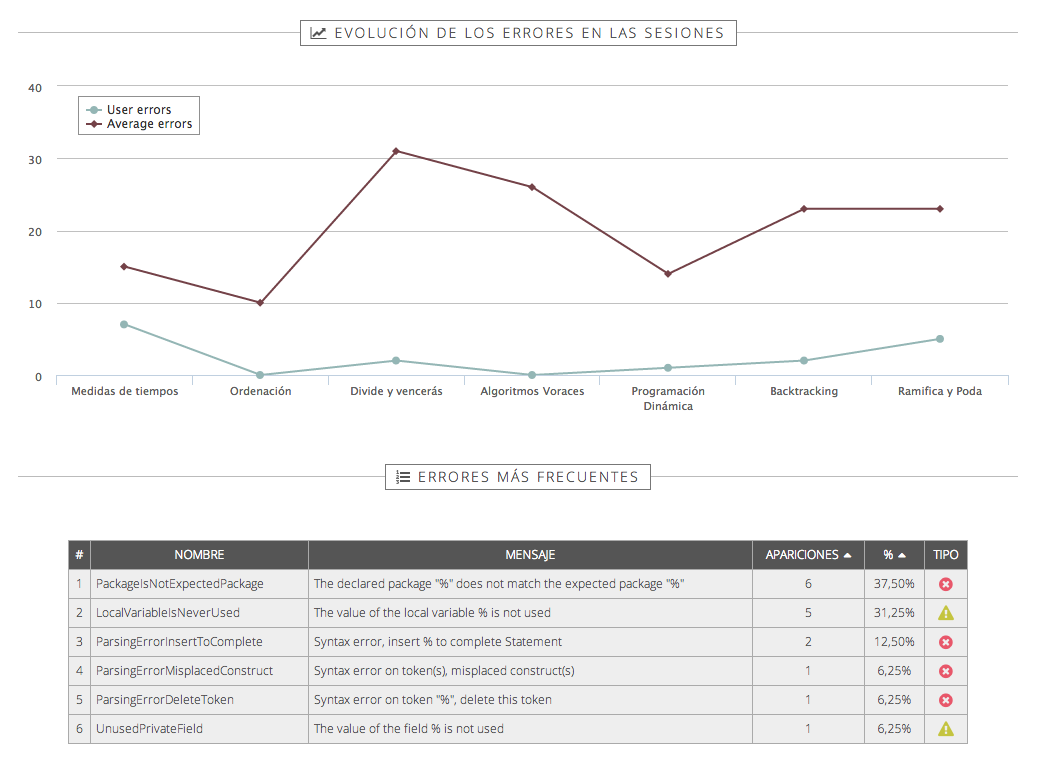 EVOLUCIÓN DE LOS ERRORES EN LAS SESIONES
40
User errors
Average errors
30
20
10
0
Medidas de tiempos Ordenación Divide y vencerás Algoritmos Voraces Programación Dinámica Backtracking Ramifica y Poda
ERRORES MÁS FRECUENTES
# NOMBRE MENSAJE APARICIONES % TIPO
1 PackageIsNotExpectedPackage The declared package "%" does not match the expected package "%" 6 37,50%
2 LocalVariableIsNeverUsed The value of the local variable % is not used 5 31,25%
3 ParsingErrorInsertToComplete Syntax error, insert % to complete Statement 2 12,50%
4 ParsingErrorMisplacedConstruct Syntax error on token(s), misplaced construct(s) 1 6,25%
5 ParsingErrorDeleteToken Syntax error on token "%", delete this token 1 6,25%
6 UnusedPrivateField The value of the field % is not used 1 6,25%